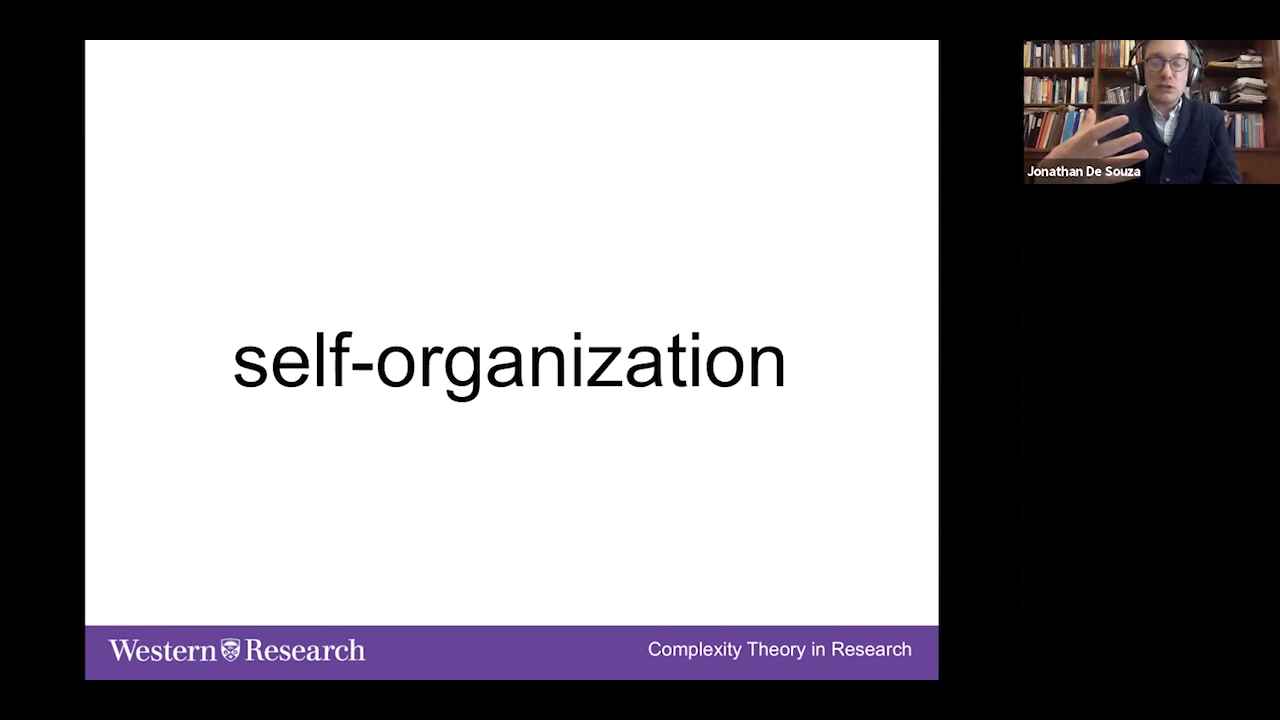 self-organization
Western Research
Complexity Theory in Research
Jonathan De Souza